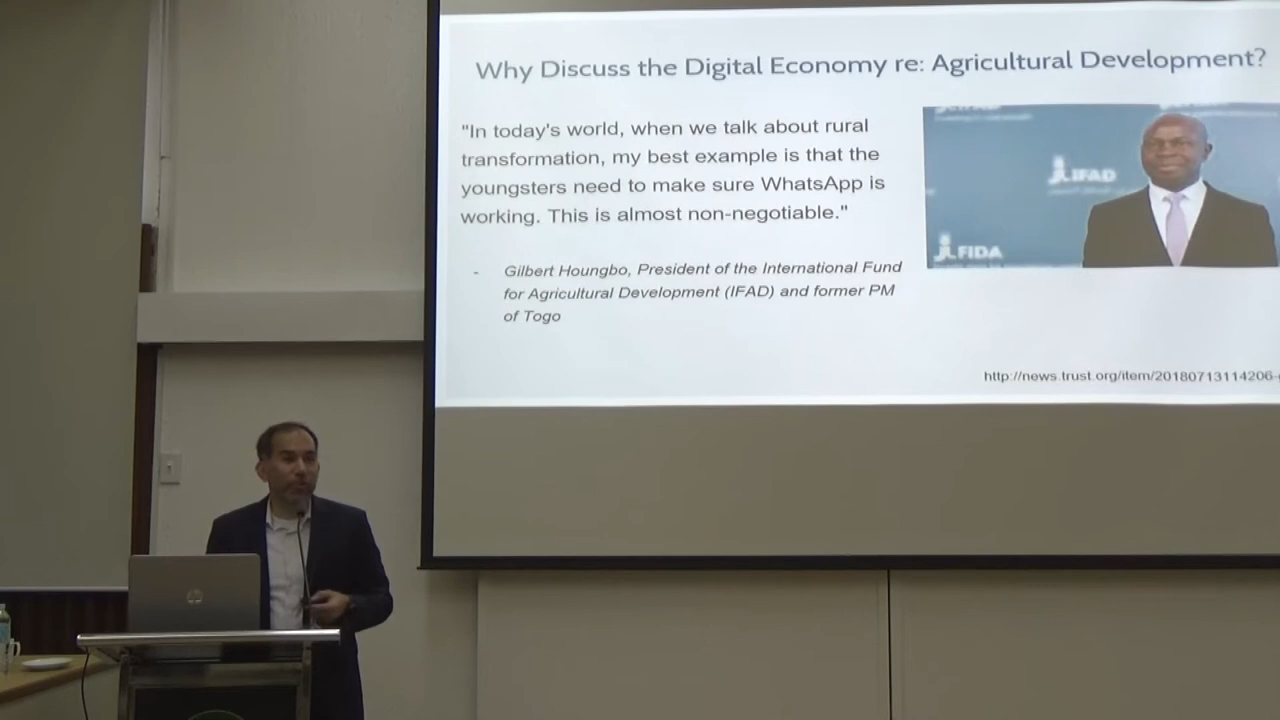 Why Discuss the Digital Economy re: Agricultural Development?
"In today's world, when we talk about rural
transformation, my best example is that the
youngsters need to make sure WhatsApp is
working. This is almost non-negotiable."
- Gilbert Houngbo, President of the International Fund
for Agricultural Development (IFAD) and former PM
of Togo
IFAD
FIDA
http://news.trust.org/item/20180713114206-
hp